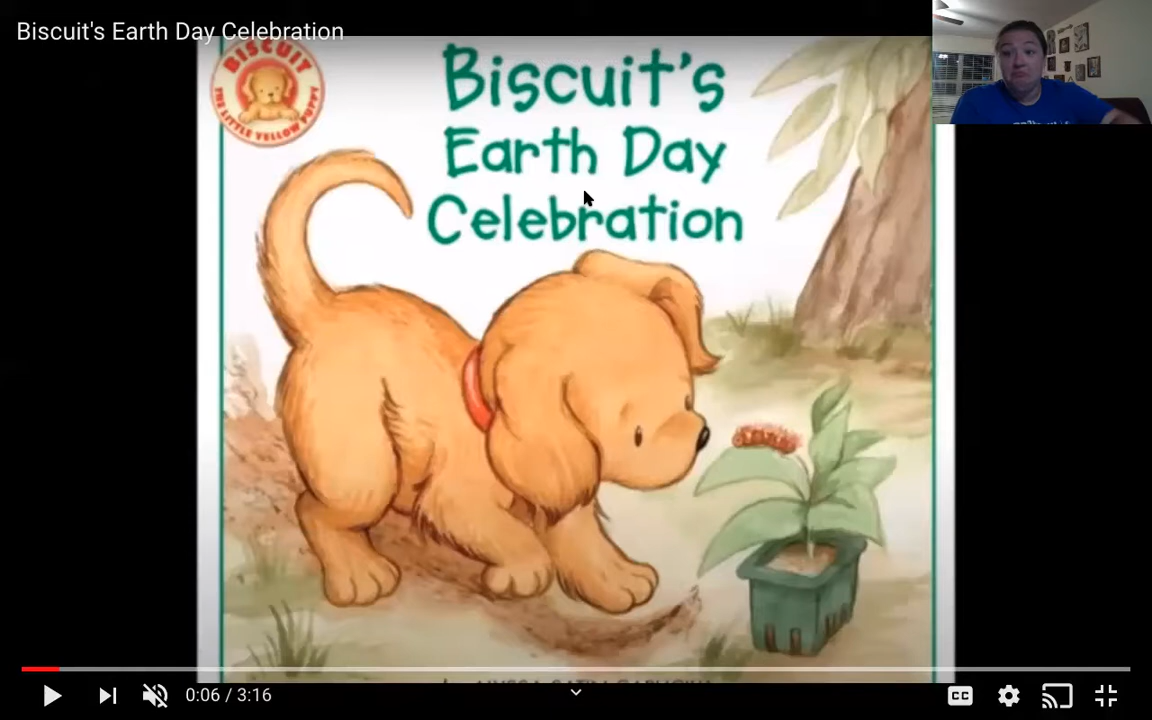 Biscuit's Earth Day Celebration
BISCUIT
THE LITTLE YELLOW PUPPY
Biscuit's
Earth Day
Celebration
0:06 / 3:16
CC